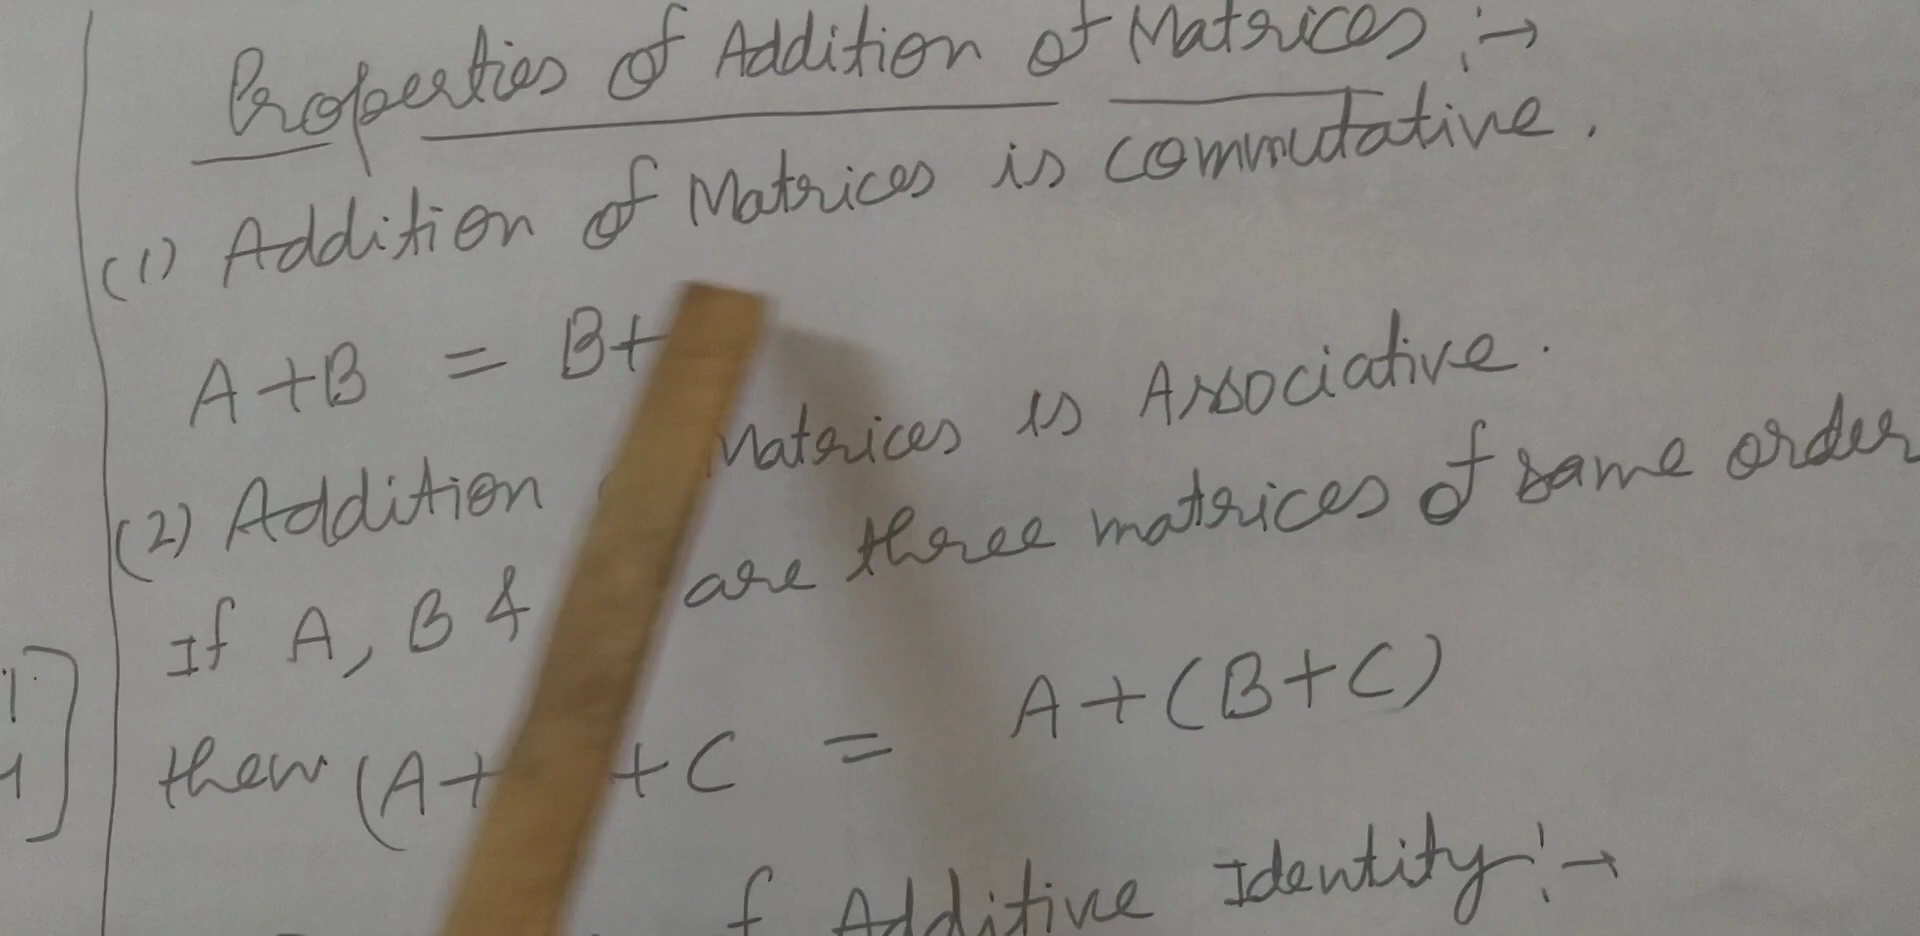 Properties of Addition of Matrices :→
(1) Addition of Matrices is commutative.
A+B = B+
(2) Addition Matrices is Associative.
If A, B & are three matrices of same order
then (A+ +C = A+(B+C)
f Additive Identity :→
1